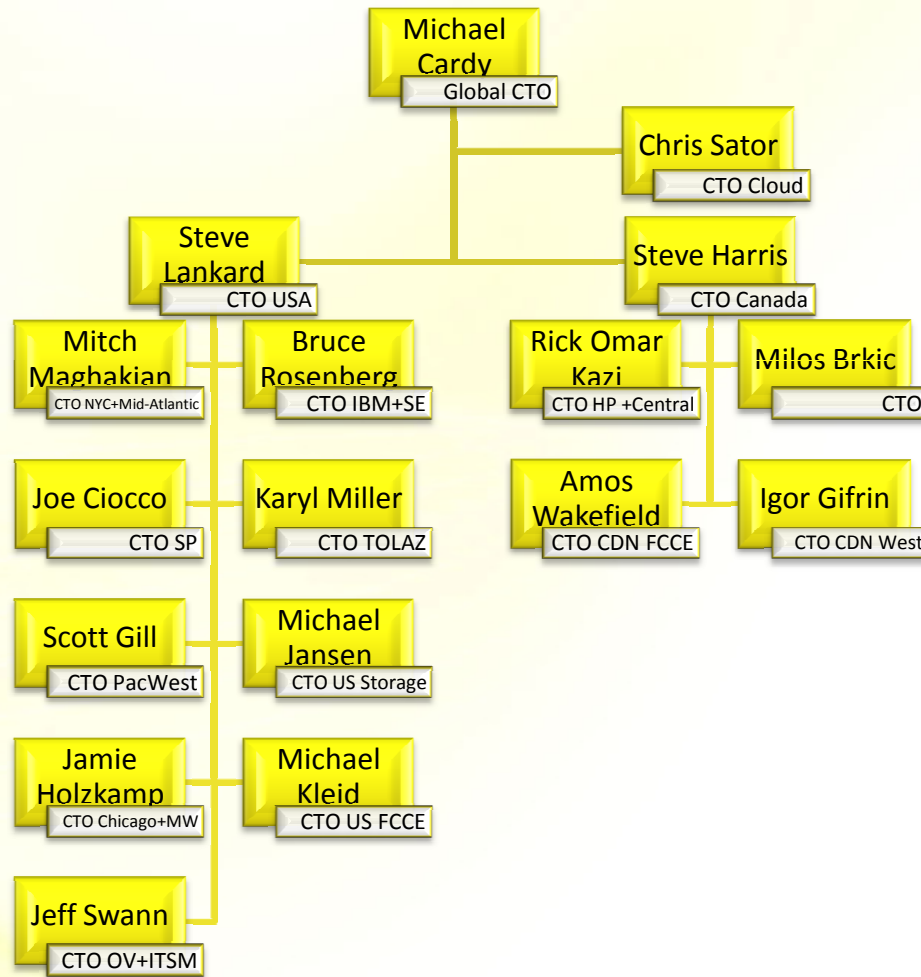 Michael
Cardy
Global CTO
Chris Sator
CTO Cloud
Steve
Lankard
CTO USA
Steve Harris
CTO Canada
Mitch
Maghakian
CTO NYC+Mid-Atlantic
Bruce
Rosenberg
CTO IBM+SE
Rick Omar
Kazi
CTO HP +Central
Milos Brkic
CTO
Joe Ciocco
CTO SP
Karyl Miller
CTO TOLAZ
Amos
Wakefield
CTO CDN FCCE
Igor Gifrin
CTO CDN West
Scott Gill
CTO PacWest
Michael
Jansen
CTO US Storage
Jamie
Holzkamp
CTO Chicago+MW
Michael
Kleid
CTO US FCCE
Jeff Swann
CTO OV+ITSM